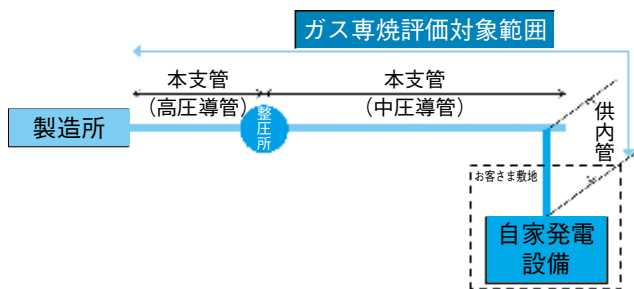 ガス専焼評価対象範囲
本支管
(高圧導管)
本支管
(中圧導管)
製造所
整圧所
供内管
お客さま敷地
自家発電
設備